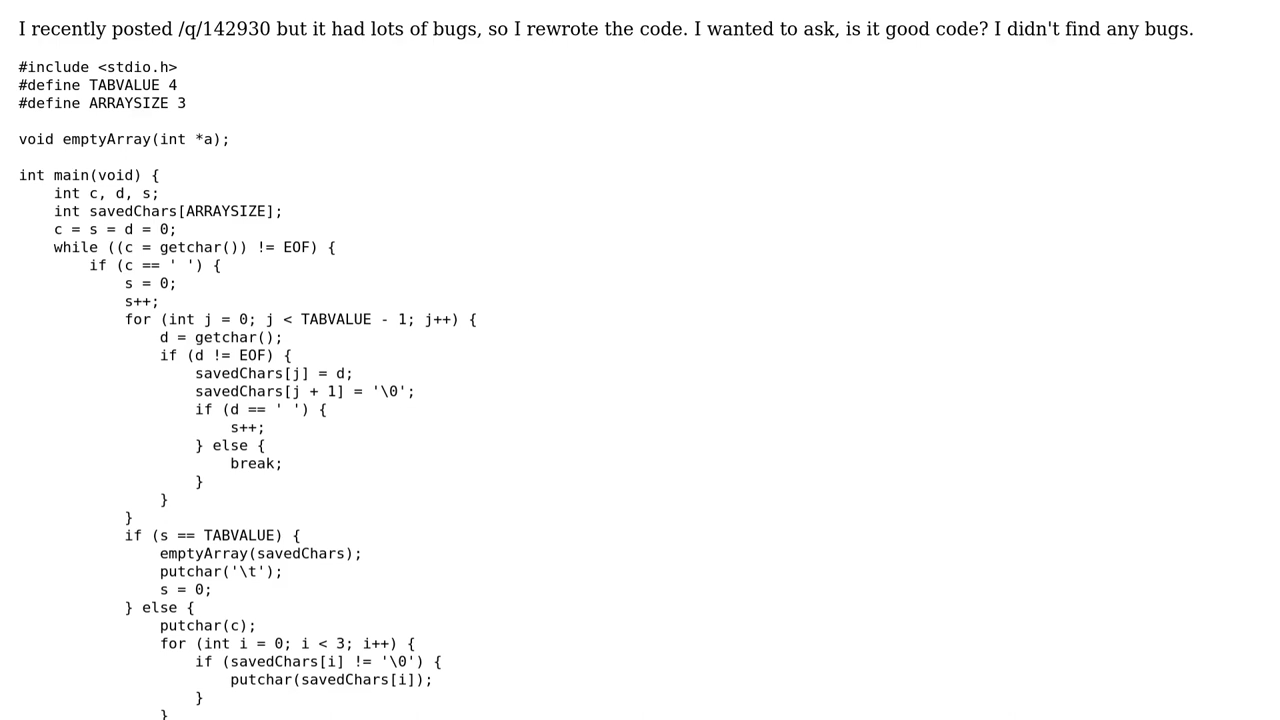 I recently posted /q/142930 but it had lots of bugs, so I rewrote the code. I wanted to ask, is it good code? I didn't find any bugs.
#include <stdio.h>
#define TABVALUE 4
#define ARRAYSIZE 3

void emptyArray(int *a);

int main(void) {
    int c, d, s;
    int savedChars[ARRAYSIZE];
    c = s = d = 0;
    while ((c = getchar()) != EOF) {
        if (c == ' ') {
            s = 0;
            s++;
            for (int j = 0; j < TABVALUE - 1; j++) {
                d = getchar();
                if (d != EOF) {
                    savedChars[j] = d;
                    savedChars[j + 1] = '\0';
                    if (d == ' ') {
                        s++;
                    } else {
                        break;
                    }
                }
            }
            if (s == TABVALUE) {
                emptyArray(savedChars);
                putchar('\t');
                s = 0;
            } else {
                putchar(c);
                for (int i = 0; i < 3; i++) {
                    if (savedChars[i] != '\0') {
                        putchar(savedChars[i]);
                    }
                }